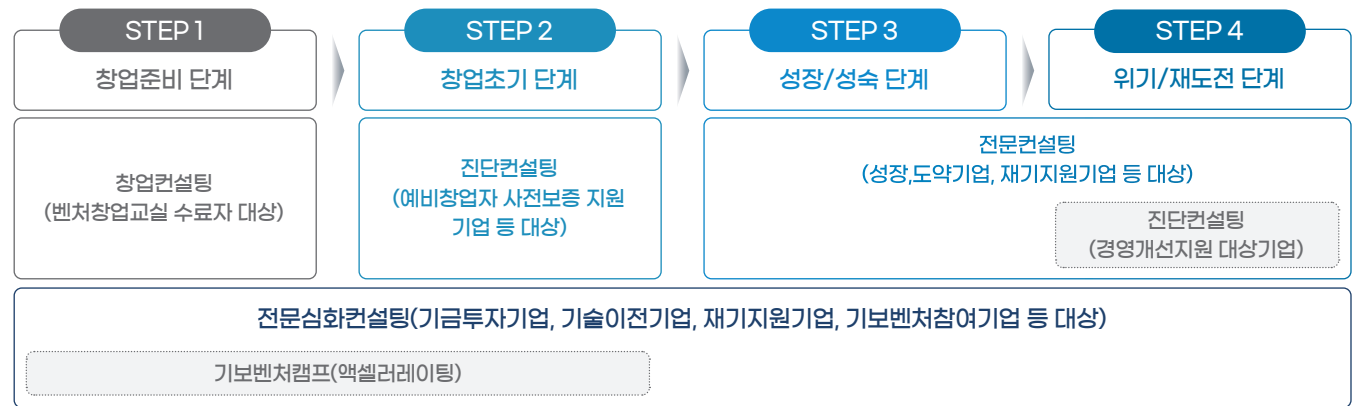 STEP 1
창업준비 단계
STEP 2
창업초기 단계
STEP 3
성장/성숙 단계
STEP 4
위기/재도전 단계
창업컨설팅
(벤처창업교실 수료자 대상)
진단컨설팅
(예비창업자 사전보증 지원
기업 등 대상)
전문컨설팅
(성장,도약기업, 재기지원기업 등 대상)
진단컨설팅
(경영개선지원 대상기업)
전문심화컨설팅(기금투자기업, 기술이전기업, 재기지원기업, 기보벤처참여기업 등 대상)
기보벤처캠프(액셀러레이팅)